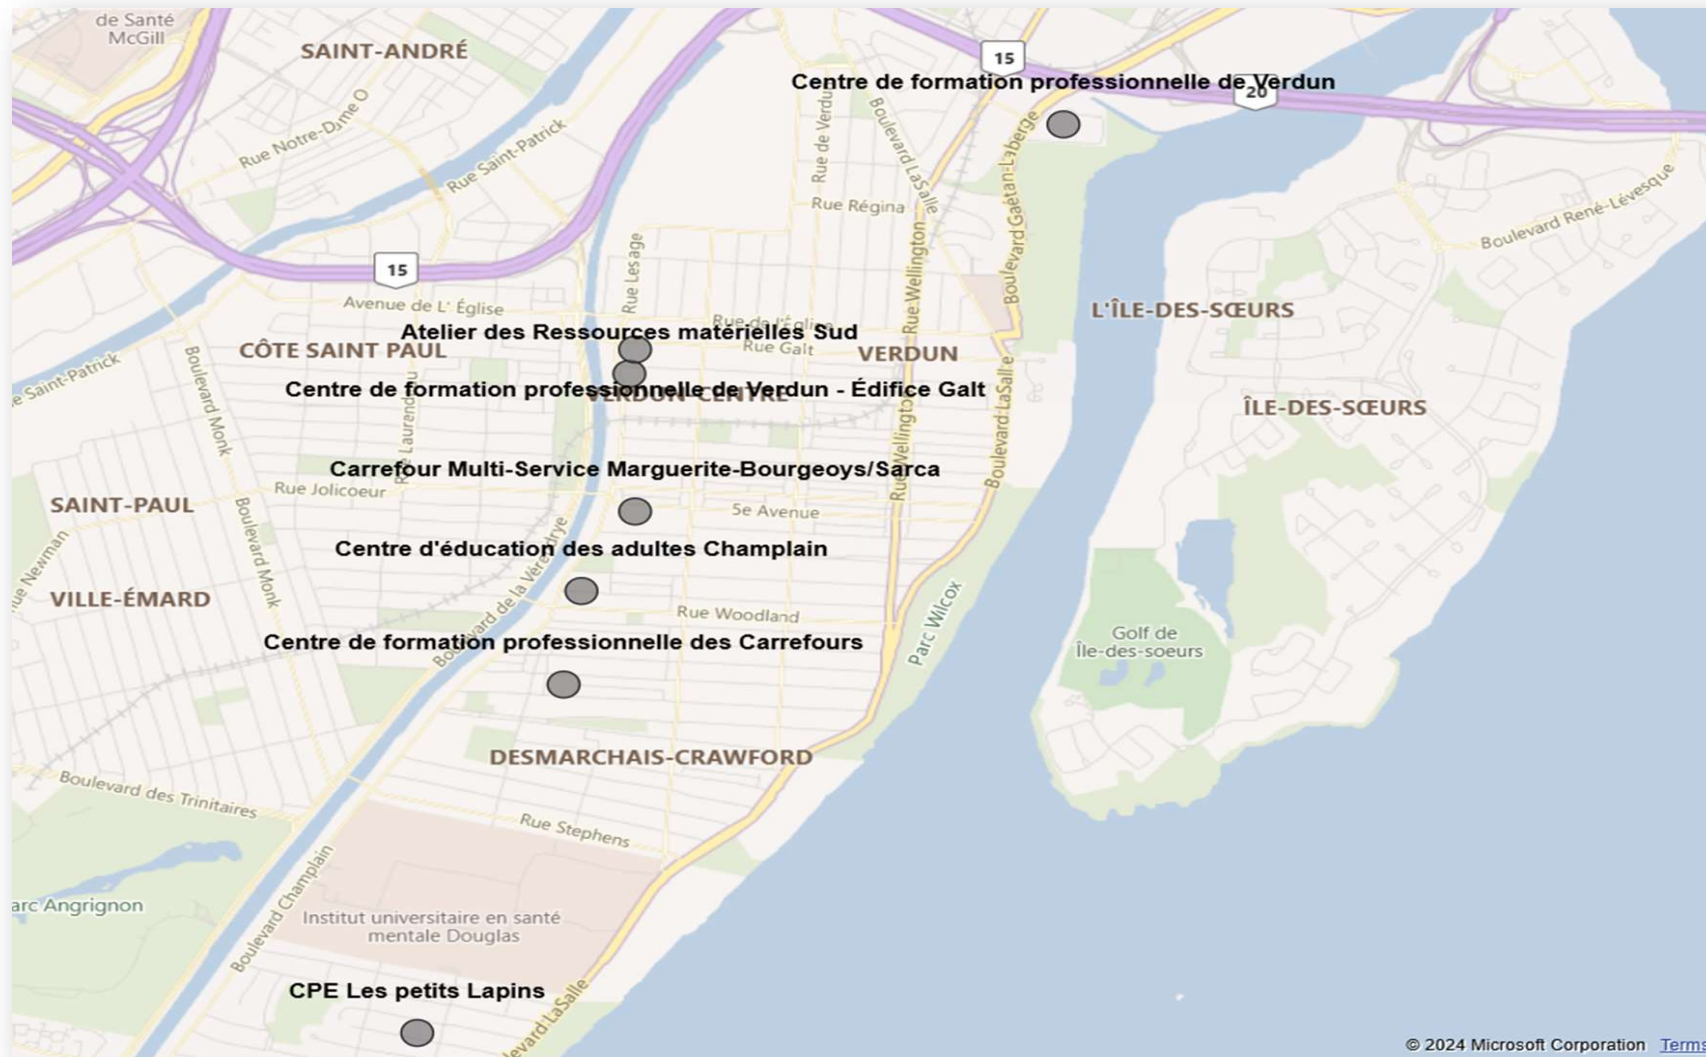 de Santé
McGill
SAINT-ANDRÉ
15
Centre de formation professionnelle de Verdun
20
Rue Notre-Dame O
Rue Saint-Patrick
Rue de Verdun
Boulevard LaSalle
Boulevard Gaétan-Laberge
Rue Régina
Boulevard René-Lévesque
15
Rue Lesage
Rue Wellington
Avenue de L' Église
L'ÎLE-DES-SŒURS
Rue de l'Église
Atelier des Ressources matérielles Sud
CÔTE SAINT PAUL
Rue Galt
VERDUN
Saint-Patrick
Boulevard Monk
Centre de formation professionnelle de Verdun - Édifice Galt
VERDUN-CENTRE
ÎLE-DES-SŒURS
Boulevard LaSalle
Rue Wellington
Carrefour Multi-Service Marguerite-Bourgeoys/Sarca
Rue Jolicoeur
SAINT-PAUL
5e Avenue
Boulevard Monk
Centre d'éducation des adultes Champlain
Newman
Boulevard de la Vérendrye
VILLE-ÉMARD
Rue Woodland
Parc Wilcox
Centre de formation professionnelle des Carrefours
Golf de
Île-des-soeurs
DESMARCHAIS-CRAWFORD
Boulevard des Trinitaires
Rue Stephens
Boulevard Champlain
arc Angrignon
Institut universitaire en santé
mentale Douglas
CPE Les petits Lapins
levard LaSalle
© 2024 Microsoft Corporation Terms